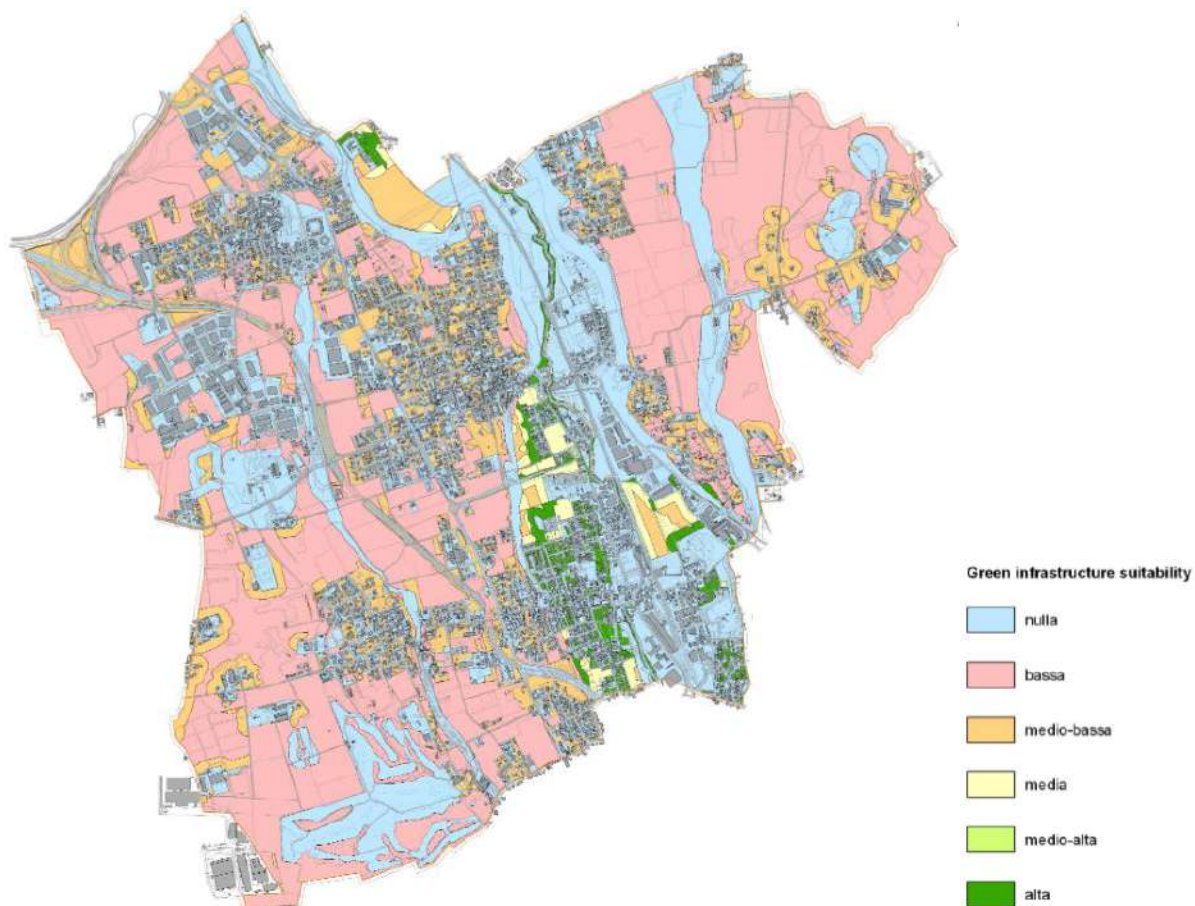 Green infrastructure suitability
nulla
bassa
medio-bassa
media
medio-alta
alta